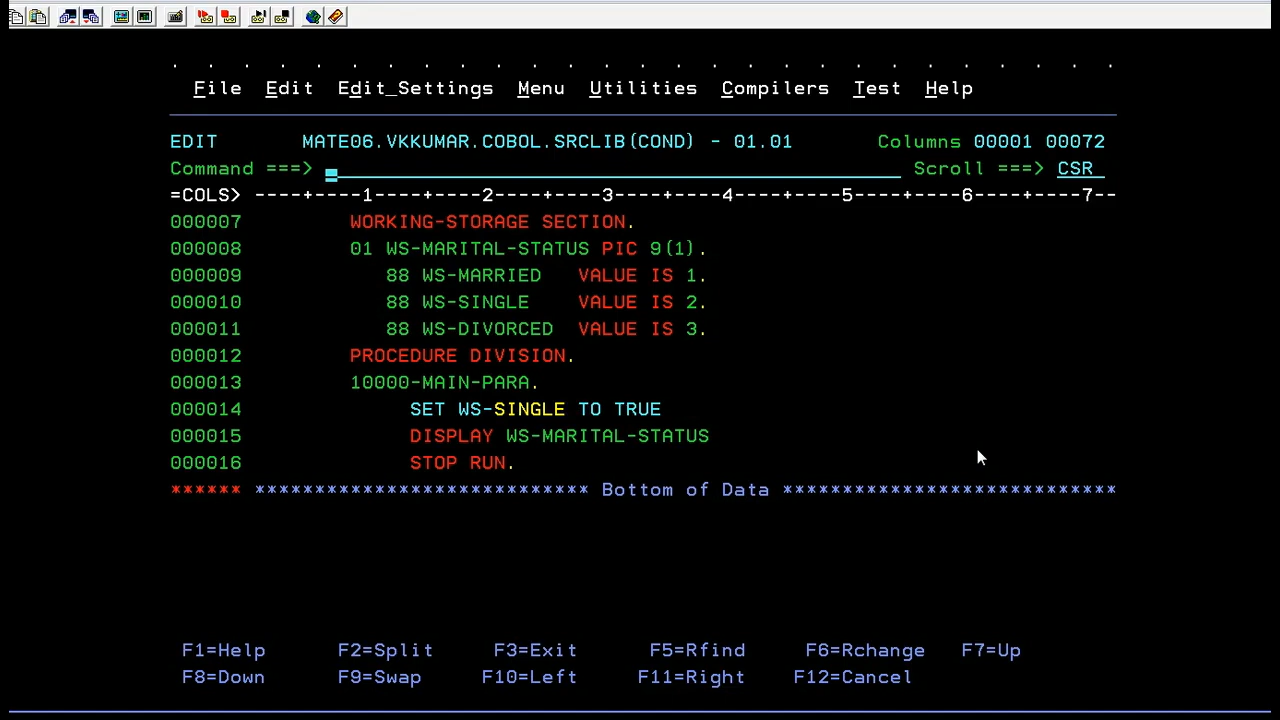 File Edit Edit_Settings Menu Utilities Compilers Test Help
EDIT MATE06.VKKUMAR.COBOL.SRCLIB(COND) - 01.01 Columns 00001 00072
Command ===> Scroll ===> CSR
=COLS> ----+----1----+----2----+----3----+----4----+----5----+----6----+----7--
000007 WORKING-STORAGE SECTION.
000008 01 WS-MARITAL-STATUS PIC 9(1).
000009 88 WS-MARRIED VALUE IS 1.
000010 88 WS-SINGLE VALUE IS 2.
000011 88 WS-DIVORCED VALUE IS 3.
000012 PROCEDURE DIVISION.
000013 10000-MAIN-PARA.
000014 SET WS-SINGLE TO TRUE
000015 DISPLAY WS-MARITAL-STATUS
000016 STOP RUN.
****** **************************** Bottom of Data ****************************
F1=Help F2=Split F3=Exit F5=Rfind F6=Rchange F7=Up
F8=Down F9=Swap F10=Left F11=Right F12=Cancel